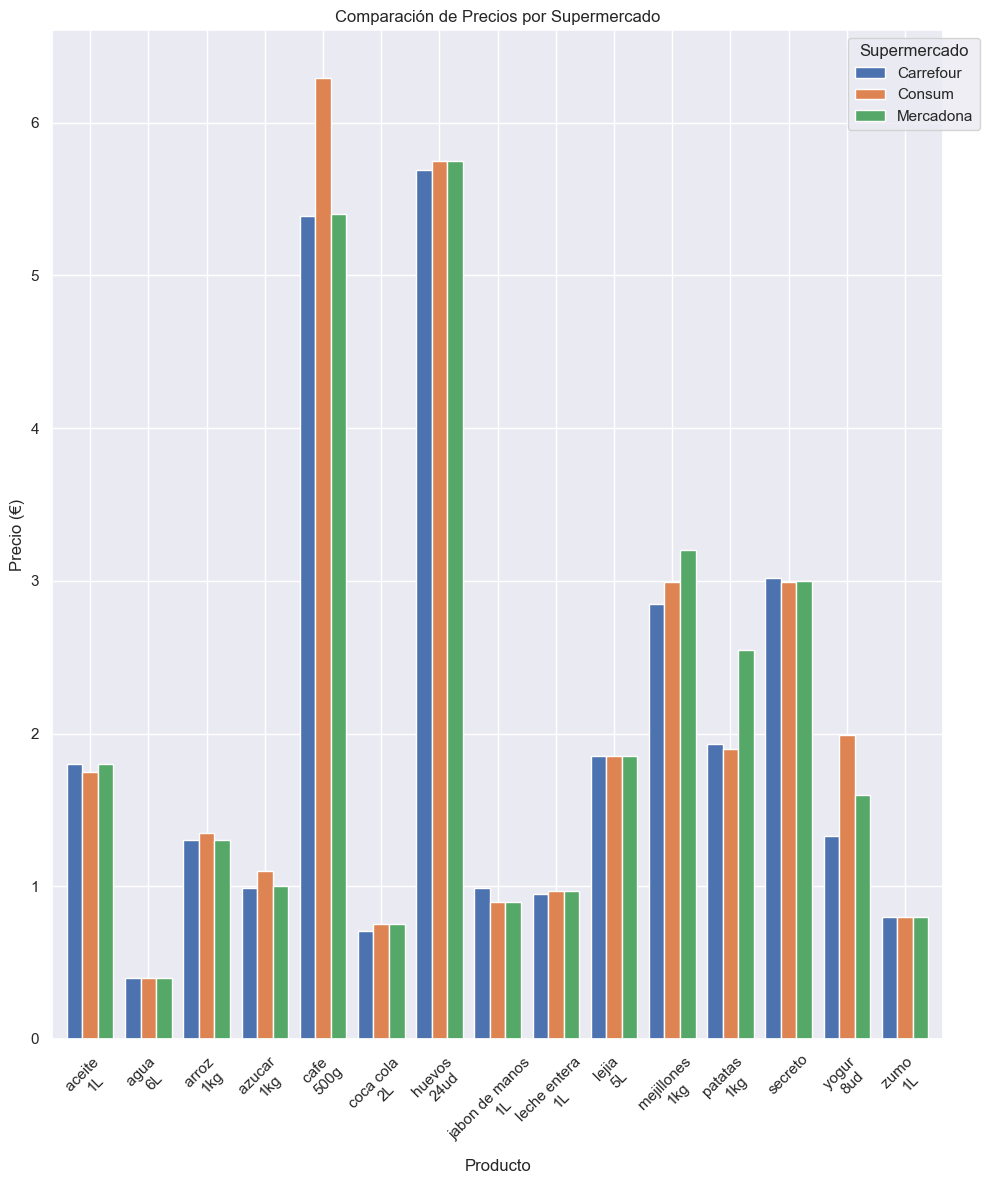 Comparación de Precios por Supermercado
Supermercado
Carrefour
Consum
Mercadona
Precio (€)
6
5
4
3
2
1
0
aceite
1L
agua
6L
arroz
1kg
azucar
1kg
cafe
500g
coca cola
2L
huevos
24ud
jabon de manos
1L
leche entera
1L
lejia
5L
mejillones
1kg
patatas
1kg
secreto
yogur
8ud
zumo
1L
Producto